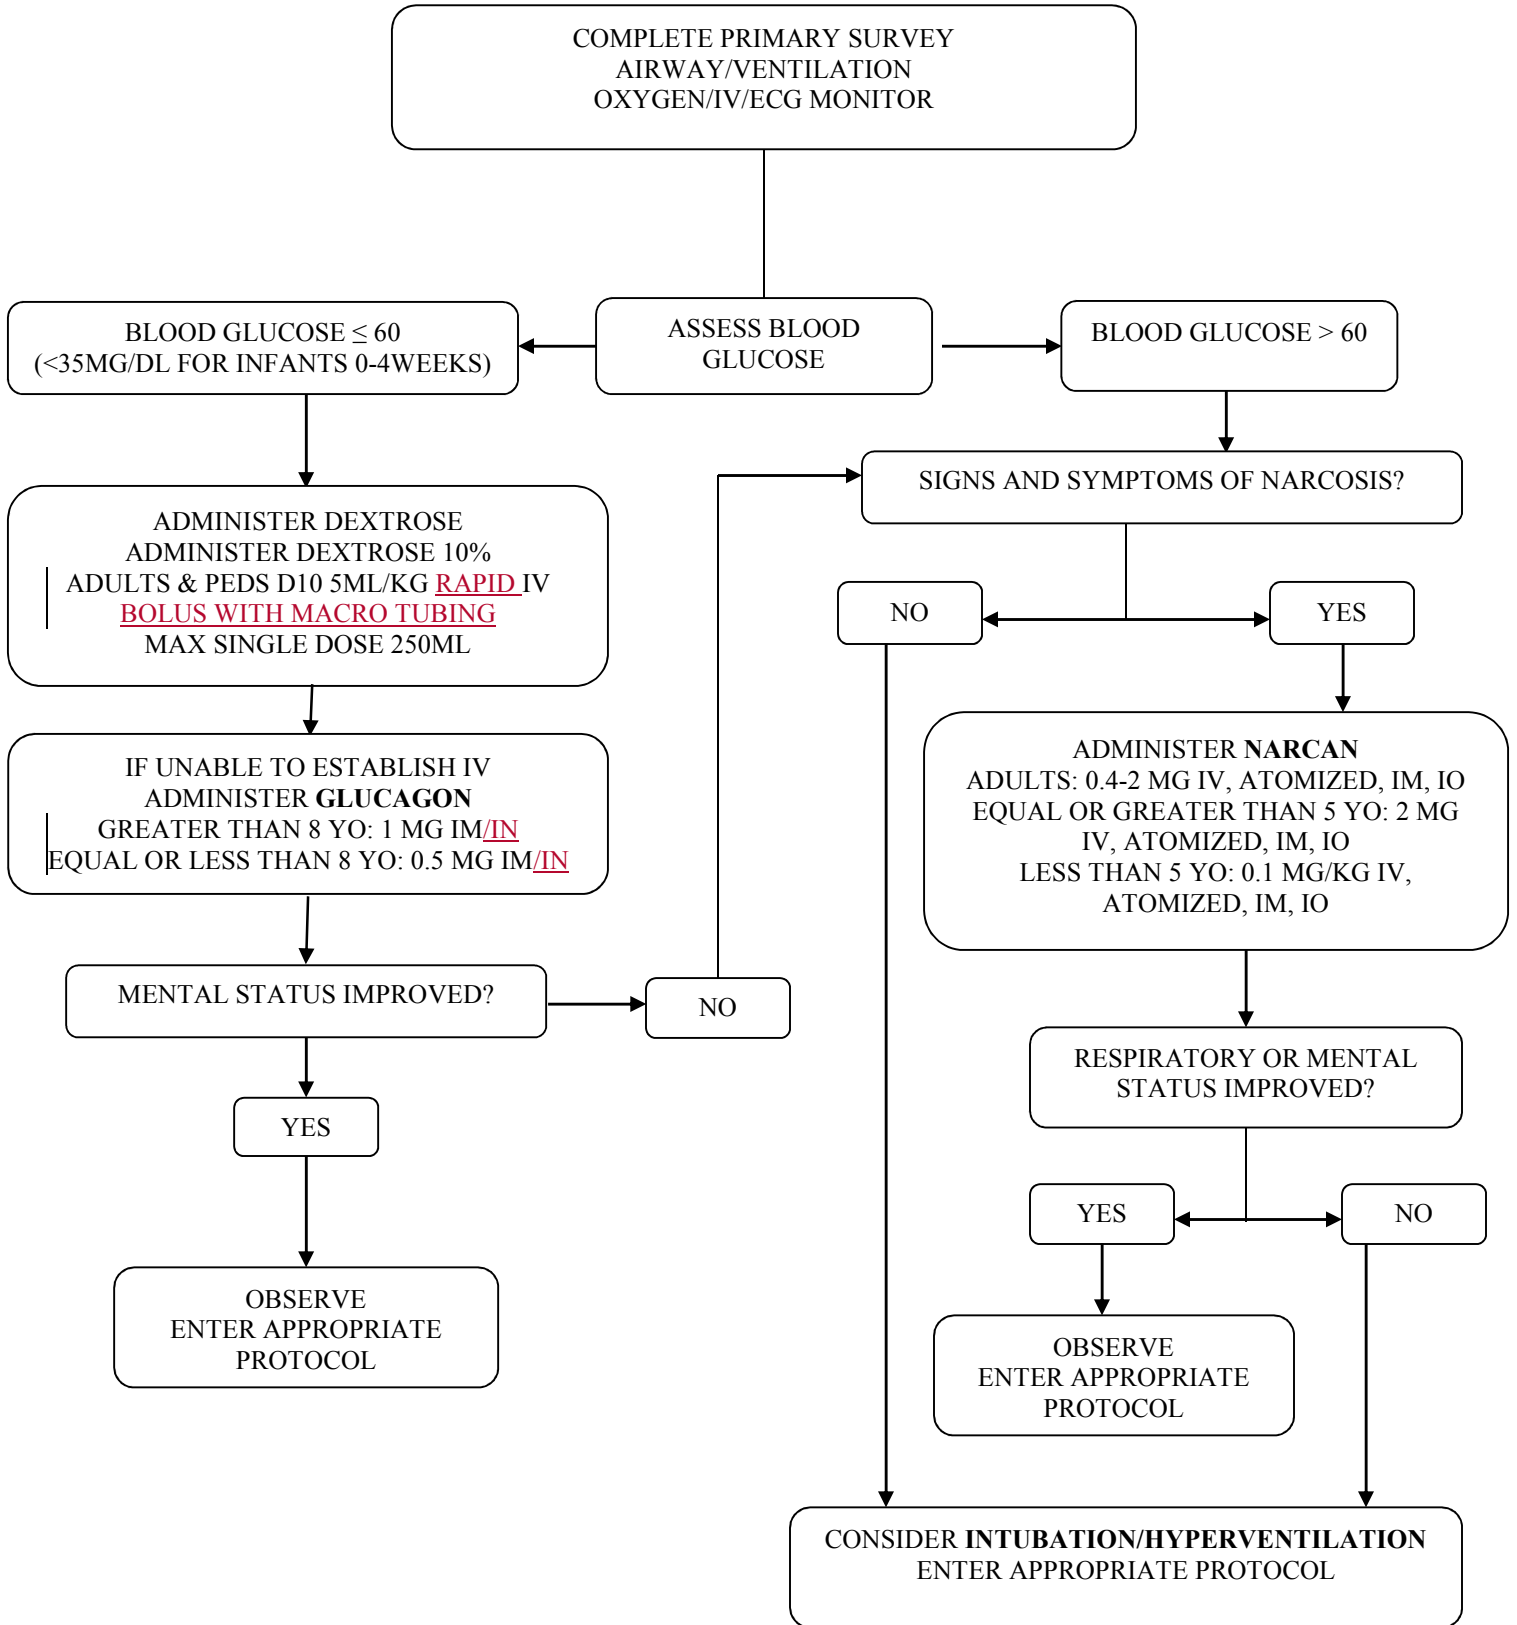 COMPLETE PRIMARY SURVEY
AIRWAY/VENTILATION
OXYGEN/IV/ECG MONITOR
BLOOD GLUCOSE ≤ 60
(<35MG/DL FOR INFANTS 0-4WEEKS)
ASSESS BLOOD
GLUCOSE
BLOOD GLUCOSE > 60
SIGNS AND SYMPTOMS OF NARCOSIS?
ADMINISTER DEXTROSE
ADMINISTER DEXTROSE 10%
ADULTS & PEDS D10 5ML/KG RAPID IV
BOLUS WITH MACRO TUBING
MAX SINGLE DOSE 250ML
NO
YES
IF UNABLE TO ESTABLISH IV
ADMINISTER GLUCAGON
GREATER THAN 8 YO: 1 MG IM/IN
EQUAL OR LESS THAN 8 YO: 0.5 MG IM/IN
ADMINISTER NARCAN
ADULTS: 0.4-2 MG IV, ATOMIZED, IM, IO
EQUAL OR GREATER THAN 5 YO: 2 MG
IV, ATOMIZED, IM, IO
LESS THAN 5 YO: 0.1 MG/KG IV,
ATOMIZED, IM, IO
MENTAL STATUS IMPROVED?
NO
RESPIRATORY OR MENTAL
STATUS IMPROVED?
YES
YES
NO
OBSERVE
ENTER APPROPRIATE
PROTOCOL
OBSERVE
ENTER APPROPRIATE
PROTOCOL
CONSIDER INTUBATION/HYPERVENTILATION
ENTER APPROPRIATE PROTOCOL